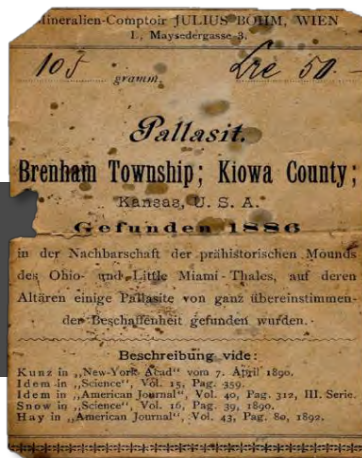 Mineralien-Comptoir JULIUS BÖHM, WIEN
I., Maysedergasse 3.
105 gramm. Lre 50.-
Pallasit.
Brenham Township; Kiowa County;
Kansas, U. S. A.
Gefunden 1886
in der Nachbarschaft der prähistorischen Mounds
des Ohio- und Little Miami-Thales, auf deren
Altären einige Pallasite von ganz übereinstimmen-
der Beschaffenheit gefunden wurden.
Beschreibung vide:
Kunz in „New-York Acad“ vom 7. April 1890.
Idem in „Science“, Vol. 15, Pag. 359.
Idem in „American Journal“, Vol. 40, Pag. 312, III. Serie.
Snow in „Science“, Vol. 16, Pag. 39, 1890.
Hay in „American Journal“, Vol. 43, Pag. 80, 1892.